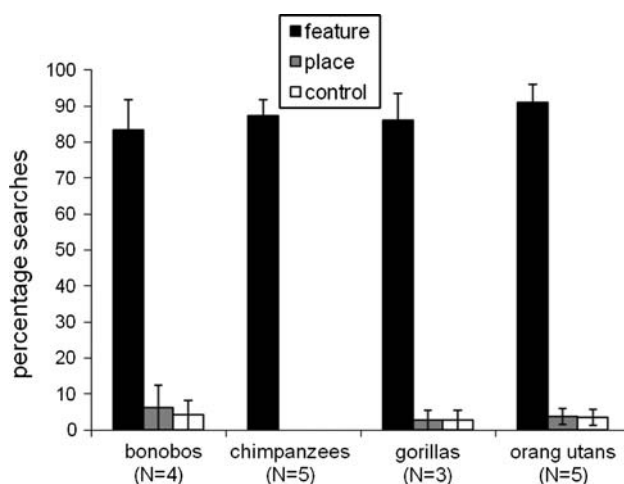 feature
place
control
100
90
80
70
60
50
40
30
20
10
0
percentage searches
bonobos chimpanzees gorillas orang utans
(N=4) (N=5) (N=3) (N=5)